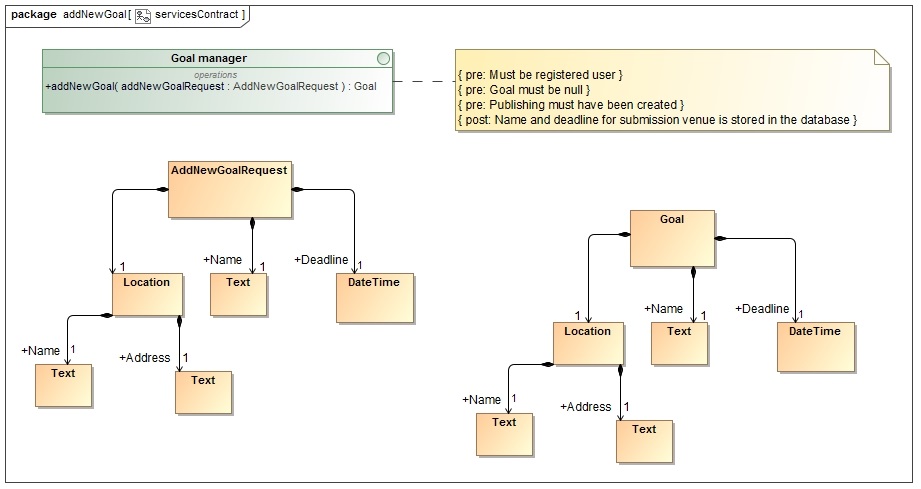 package addNewGoal[ servicesContract ]
Goal manager
operations
+addNewGoal( addNewGoalRequest : AddNewGoalRequest ) : Goal
{ pre: Must be registered user }
{ pre: Goal must be null }
{ pre: Publishing must have been created }
{ post: Name and deadline for submission venue is stored in the database }
AddNewGoalRequest
1
+Name 1
+Deadline 1
Location
Text
DateTime
+Name 1
+Address 1
Text
Text
Goal
1
+Name 1
+Deadline 1
Location
Text
DateTime
+Name 1
+Address 1
Text
Text